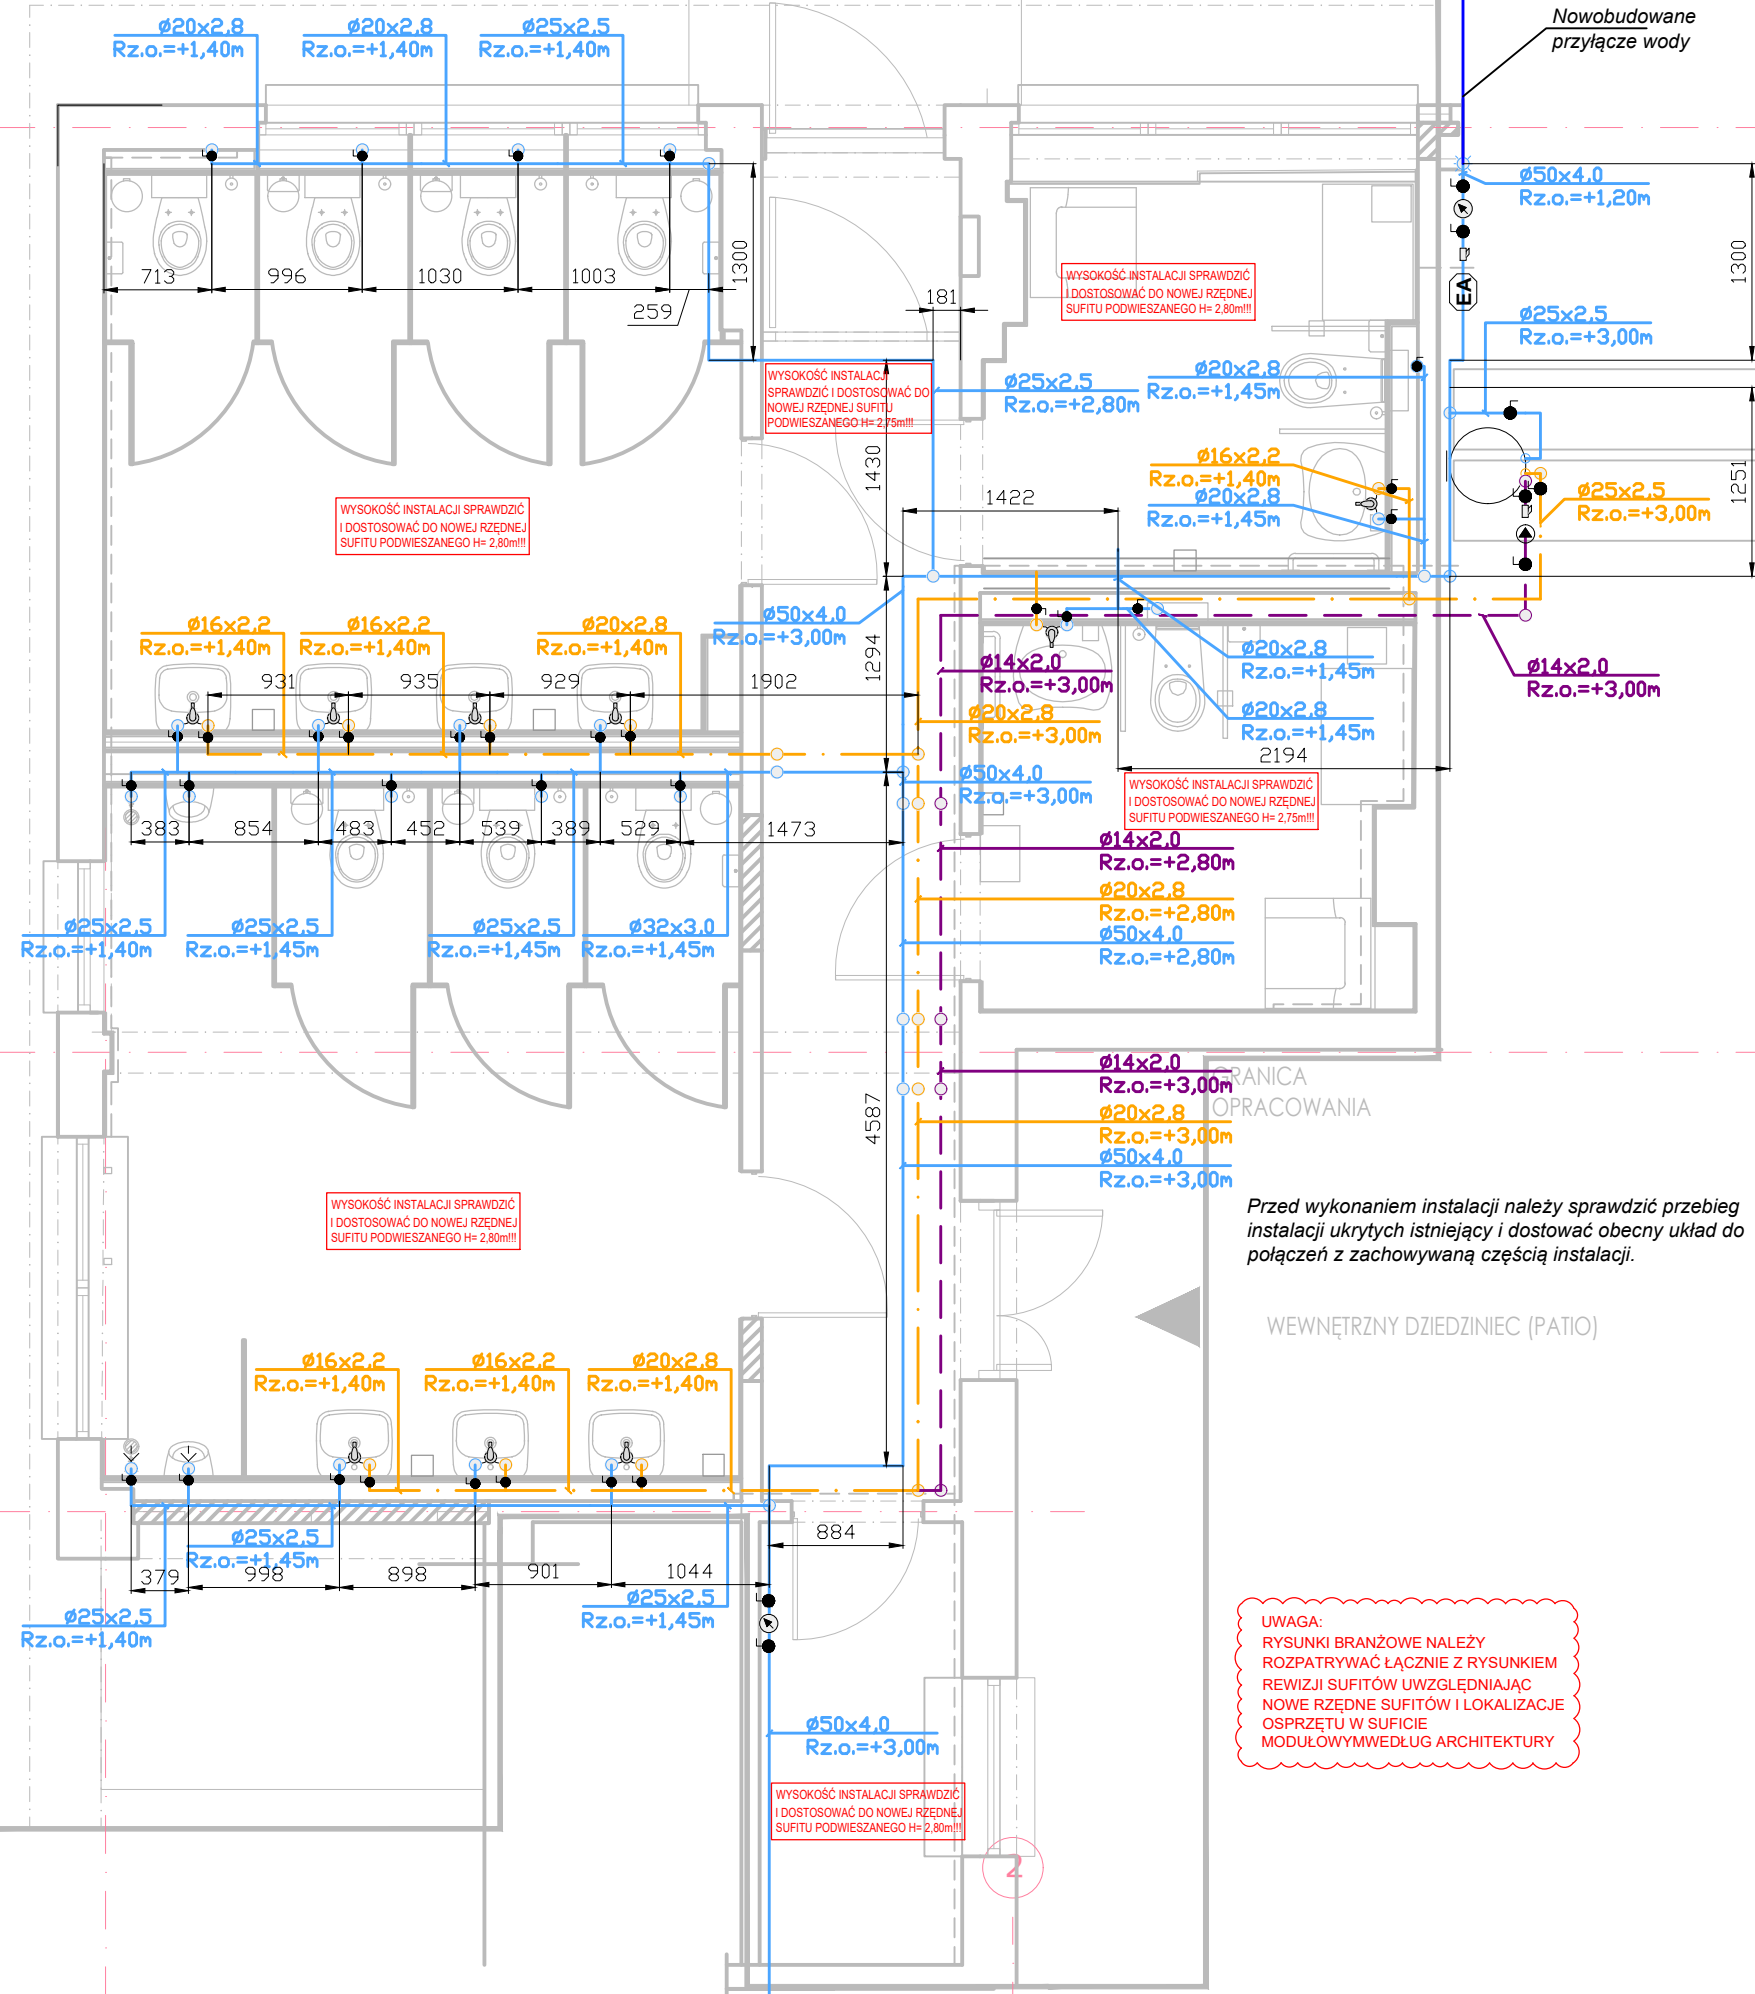 Nowobudowane
przyłącze wody
ø20x2,8
Rz.o.=+1,40m
ø20x2,8
Rz.o.=+1,40m
ø25x2,5
Rz.o.=+1,40m
ø50x4,0
Rz.o.=+1,20m
713
996
1030
1003
259
1300
181
1300
EA
WYSOKOŚĆ INSTALACJI SPRAWDZIĆ
I DOSTOSOWAĆ DO NOWEJ RZĘDNEJ
SUFITU PODWIESZANEGO H= 2,80m!!!
ø25x2,5
Rz.o.=+3,00m
WYSOKOŚĆ INSTALACJ
SPRAWDZIĆ I DOSTOSOWAĆ DO
NOWEJ RZĘDNEJ SUFITU
PODWIESZANEGO H= 2,75m!!!
ø25x2,5
Rz.o.=+2,80m
ø20x2,8
Rz.o.=+1,45m
1430
1422
ø16x2,2
Rz.o.=+1,40m
ø20x2,8
Rz.o.=+1,45m
1251
ø25x2,5
Rz.o.=+3,00m
WYSOKOŚĆ INSTALACJI SPRAWDZIĆ
I DOSTOSOWAĆ DO NOWEJ RZĘDNEJ
SUFITU PODWIESZANEGO H= 2,80m!!!
ø16x2,2
Rz.o.=+1,40m
ø16x2,2
Rz.o.=+1,40m
ø20x2,8
Rz.o.=+1,40m
ø50x4,0
Rz.o.=+3,00m
1294
ø14x2,0
Rz.o.=+3,00m
ø20x2,8
Rz.o.=+1,45m
ø14x2,0
Rz.o.=+3,00m
931
935
929
1902
ø20x2,8
Rz.o.=+3,00m
ø20x2,8
Rz.o.=+1,45m
2194
ø50x4,0
Rz.o.=+3,00m
WYSOKOŚĆ INSTALACJI SPRAWDZIĆ
I DOSTOSOWAĆ DO NOWEJ RZĘDNEJ
SUFITU PODWIESZANEGO H= 2,75m!!!
383
854
483
452
539
389
529
1473
ø14x2,0
Rz.o.=+2,80m
ø20x2,8
Rz.o.=+2,80m
ø50x4,0
Rz.o.=+2,80m
ø25x2,5
Rz.o.=+1,40m
ø25x2,5
Rz.o.=+1,45m
ø25x2,5
Rz.o.=+1,45m
ø32x3,0
Rz.o.=+1,45m
4587
ø14x2,0
Rz.o.=+3,00m
GRANICA
OPRACOWANIA
ø20x2,8
Rz.o.=+3,00m
ø50x4,0
Rz.o.=+3,00m
WYSOKOŚĆ INSTALACJI SPRAWDZIĆ
I DOSTOSOWAĆ DO NOWEJ RZĘDNEJ
SUFITU PODWIESZANEGO H= 2,80m!!!
Przed wykonaniem instalacji należy sprawdzić przebieg
instalacji ukrytych istniejący i dostować obecny układ do
połączeń z zachowywaną częścią instalacji.
WEWNĘTRZNY DZIEDZINIEC (PATIO)
ø16x2,2
Rz.o.=+1,40m
ø16x2,2
Rz.o.=+1,40m
ø20x2,8
Rz.o.=+1,40m
ø25x2,5
Rz.o.=+1,45m
884
379
998
898
901
1044
ø25x2,5
Rz.o.=+1,40m
ø25x2,5
Rz.o.=+1,45m
UWAGA:
RYSUNKI BRANŻOWE NALEŻY
ROZPATRYWAĆ ŁĄCZNIE Z RYSUNKIEM
REWIZJI SUFITÓW UWZGLĘDNIAJĄC
NOWE RZĘDNE SUFITÓW I LOKALIZACJE
OSPRZĘTU W SUFICIE
MODUŁOWYMWEDŁUG ARCHITEKTURY
ø50x4,0
Rz.o.=+3,00m
WYSOKOŚĆ INSTALACJI SPRAWDZIĆ
I DOSTOSOWAĆ DO NOWEJ RZĘDNEJ
SUFITU PODWIESZANEGO H= 2,80m!!!
2